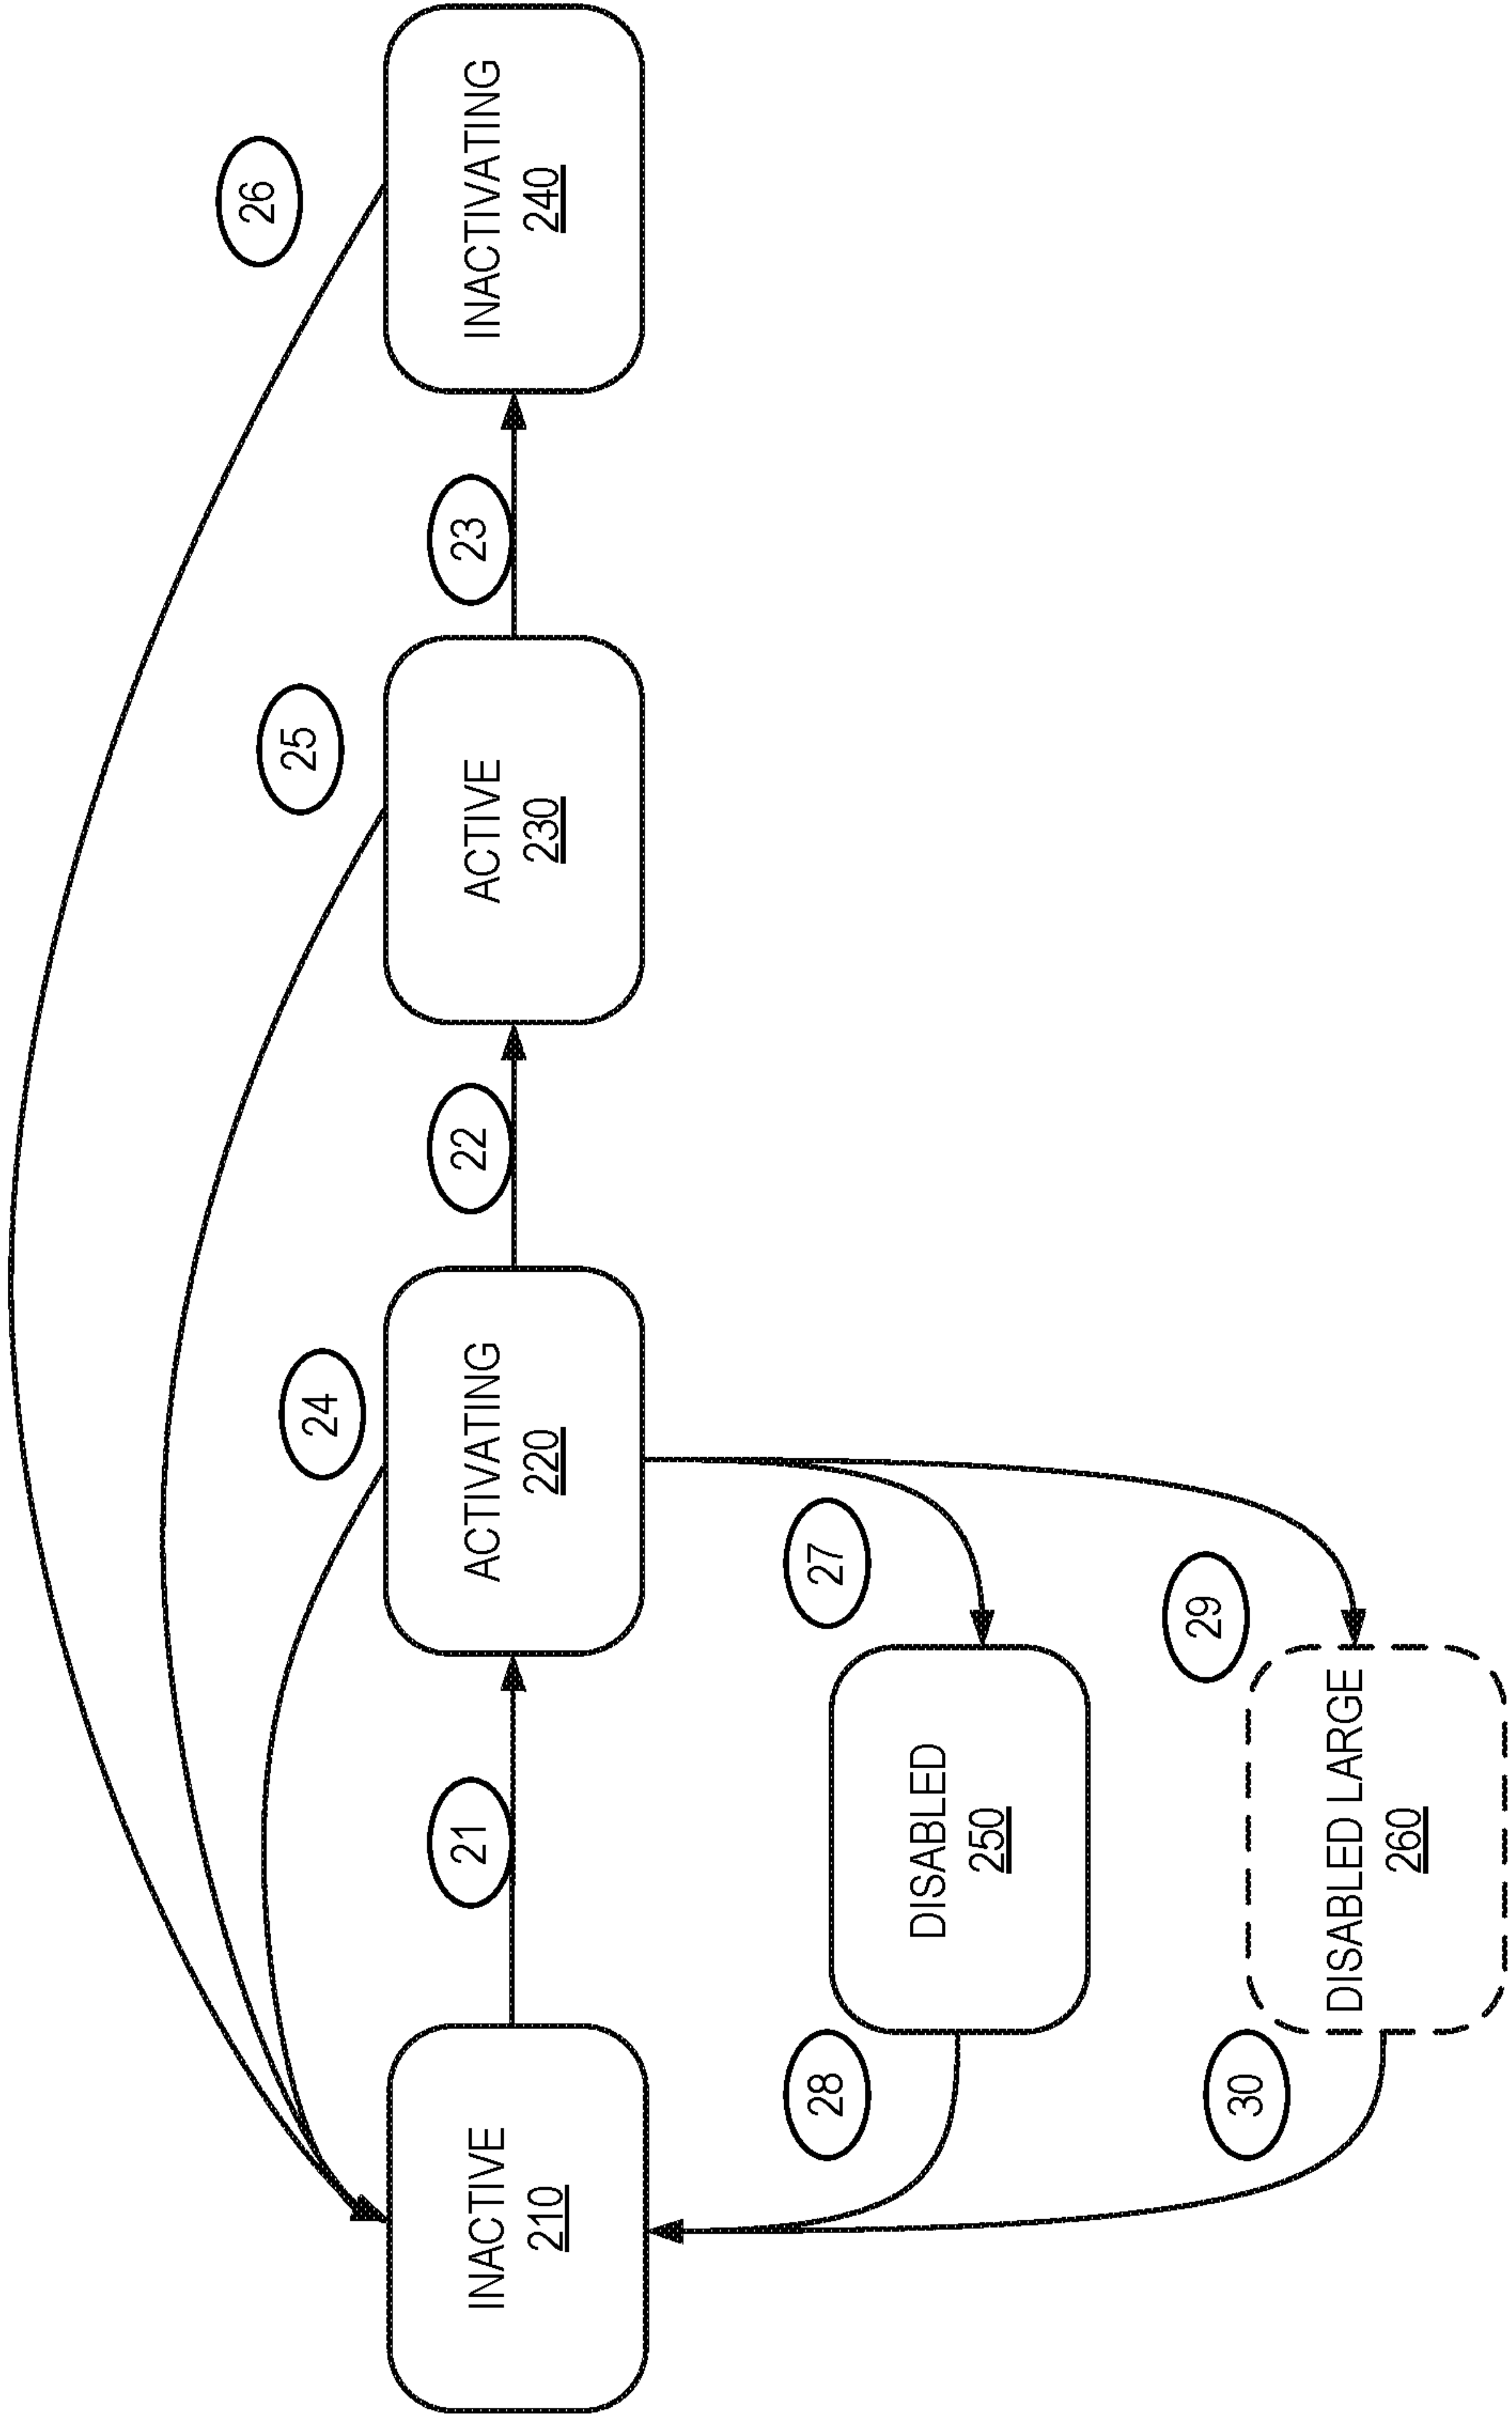 26
25
24
INACTIVE
210
21
ACTIVATING
220
22
ACTIVE
230
23
INACTIVATING
240
28
27
DISABLED
250
30
29
DISABLED LARGE
260